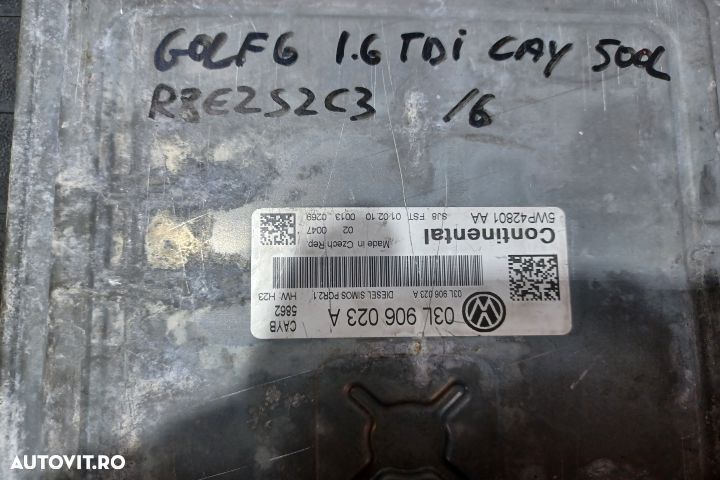 GOLF6 1.6 TDi CAY 500L
R3E2S2C3 /6
03L 906 023 A
CAYB
5862
03L 906 023 A DIESEL SIMOS PCR2.1 HW H23
Continental
Made in Czech Rep.
02
0047
5WP42801 AA
SJ8 FST 01.02.10 0013 0269
AUTOVIT.RO